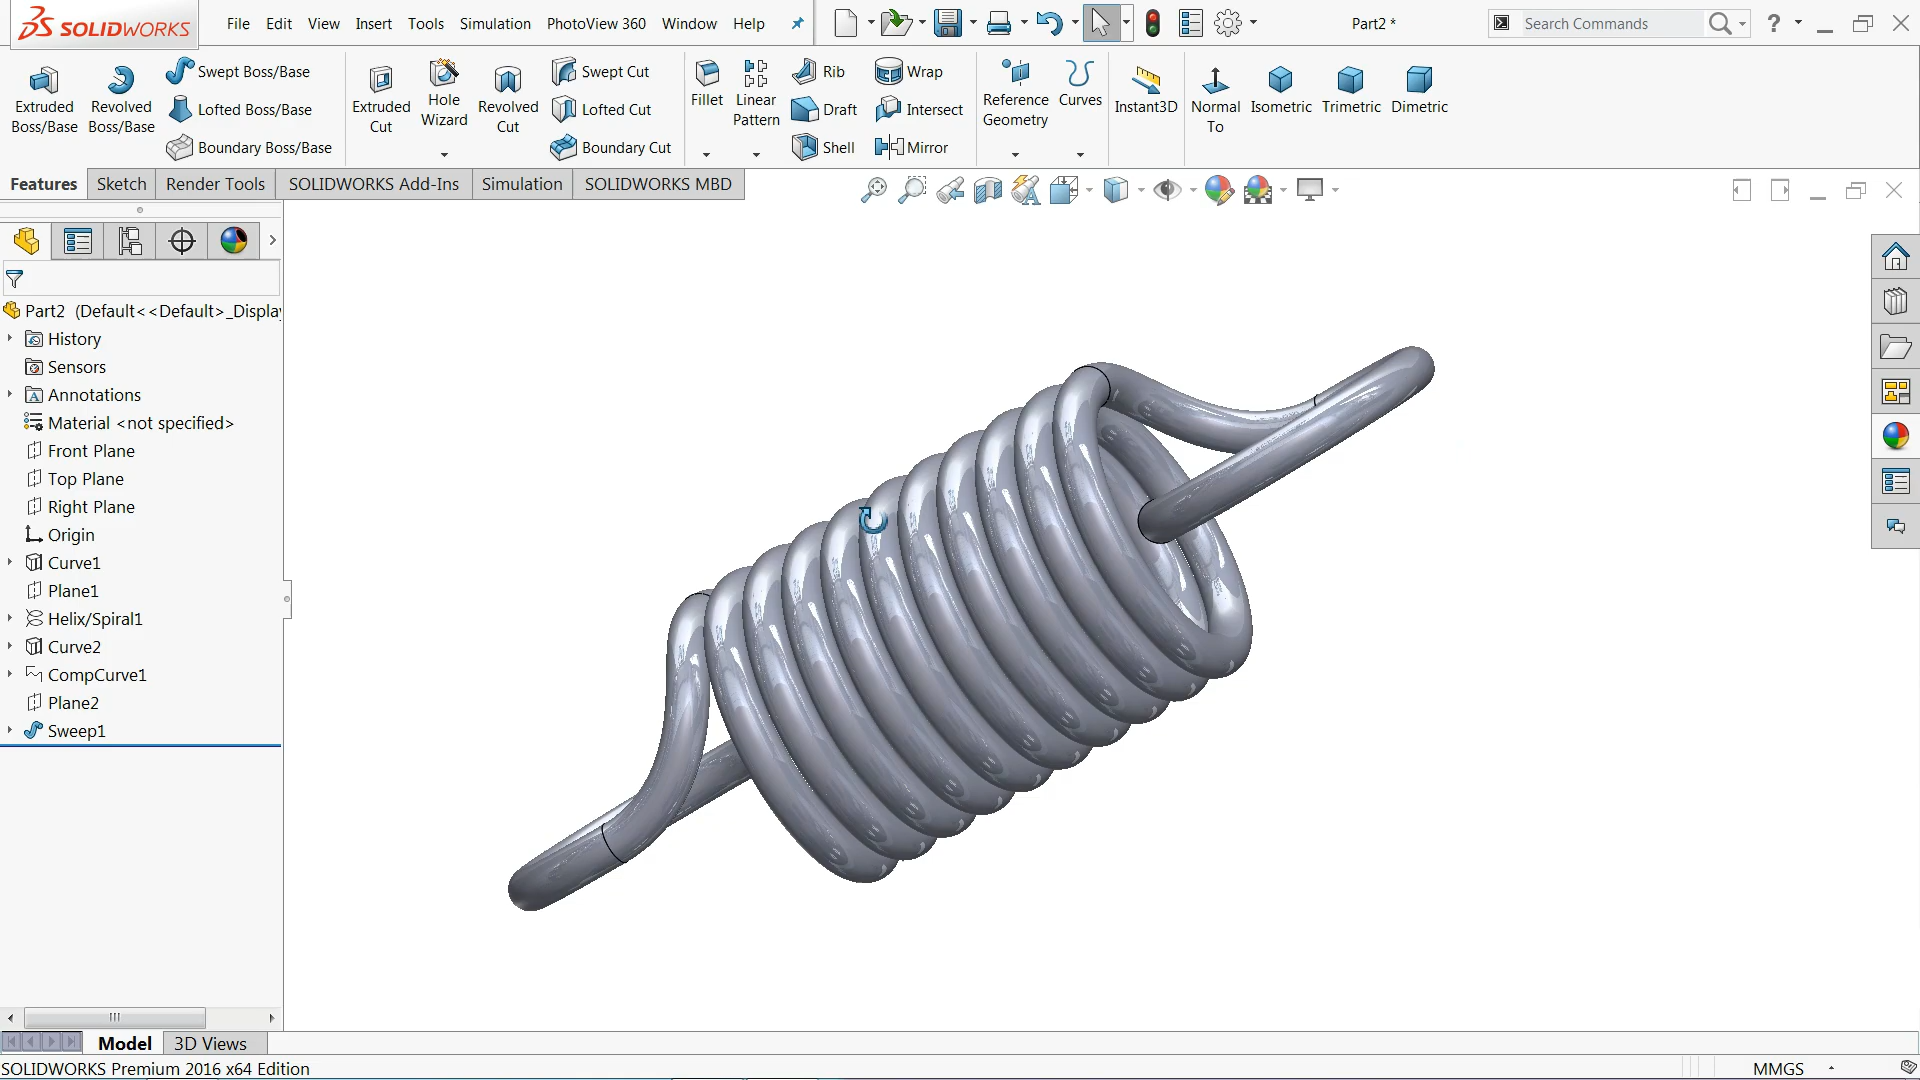 SOLIDWORKS File Edit View Insert Tools Simulation PhotoView 360 Window Help Part2 * Search Commands ?
Extruded Boss/Base
Revolved Boss/Base
Swept Boss/Base
Lofted Boss/Base
Boundary Boss/Base
Extruded Cut
Hole Wizard
Revolved Cut
Swept Cut
Lofted Cut
Boundary Cut
Fillet
Linear Pattern
Rib
Draft
Shell
Wrap
Intersect
Mirror
Reference Geometry
Curves
Instant3D
Normal To
Isometric
Trimetric
Dimetric
Features Sketch Render Tools SOLIDWORKS Add-Ins Simulation SOLIDWORKS MBD
Part2 (Default<<Default>_Displa
History
Sensors
Annotations
Material <not specified>
Front Plane
Top Plane
Right Plane
Origin
Curve1
Plane1
Helix/Spiral1
Curve2
CompCurve1
Plane2
Sweep1
Model 3D Views
SOLIDWORKS Premium 2016 x64 Edition MMGS